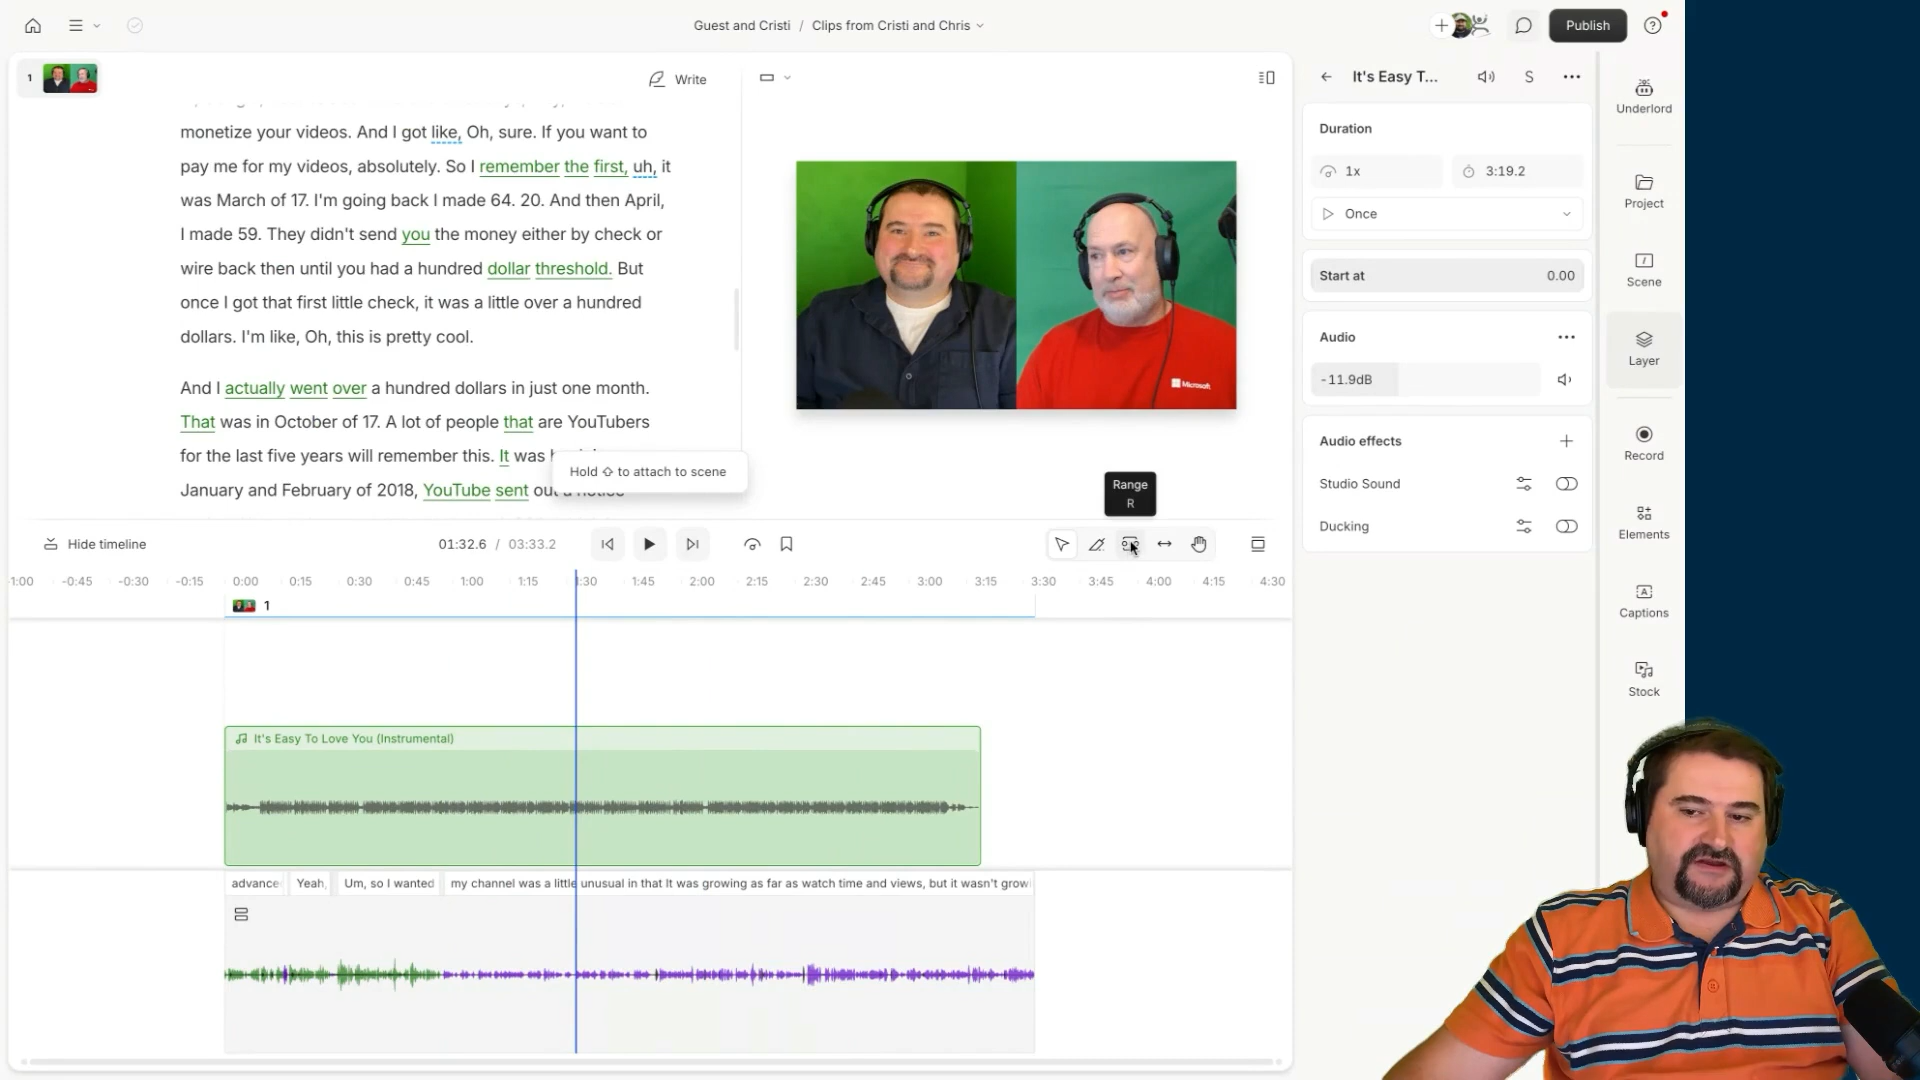 Guest and Cristi / Clips from Cristi and Chris
Publish
1
Write
monetize your videos. And I got like, Oh, sure. If you want to
pay me for my videos, absolutely. So I remember the first, uh, it
was March of 17. I'm going back I made 64. 20. And then April,
I made 59. They didn't send you the money either by check or
wire back then until you had a hundred dollar threshold. But
once I got that first little check, it was a little over a hundred
dollars. I'm like, Oh, this is pretty cool.
And I actually went over a hundred dollars in just one month.
That was in October of 17. A lot of people that are YouTubers
for the last five years will remember this. It was
January and February of 2018, YouTube sent out a notice
Hold ⇧ to attach to scene
Microsoft
Range
R
It's Easy T...
S
Duration
1x
3:19.2
Once
Start at
0.00
Audio
-11.9dB
Audio effects
Studio Sound
Ducking
Underlord
Project
Scene
Layer
Record
Elements
Captions
Stock
Hide timeline
01:32.6 / 03:33.2
-1:00 -0:45 -0:30 -0:15 0:00 0:15 0:30 0:45 1:00 1:15 1:30 1:45 2:00 2:15 2:30 2:45 3:00 3:15 3:30 3:45 4:00 4:15 4:30
1
It's Easy To Love You (Instrumental)
advance
Yeah,
Um, so I wanted
my channel was a little unusual in that It was growing as far as watch time and views, but it wasn't grow